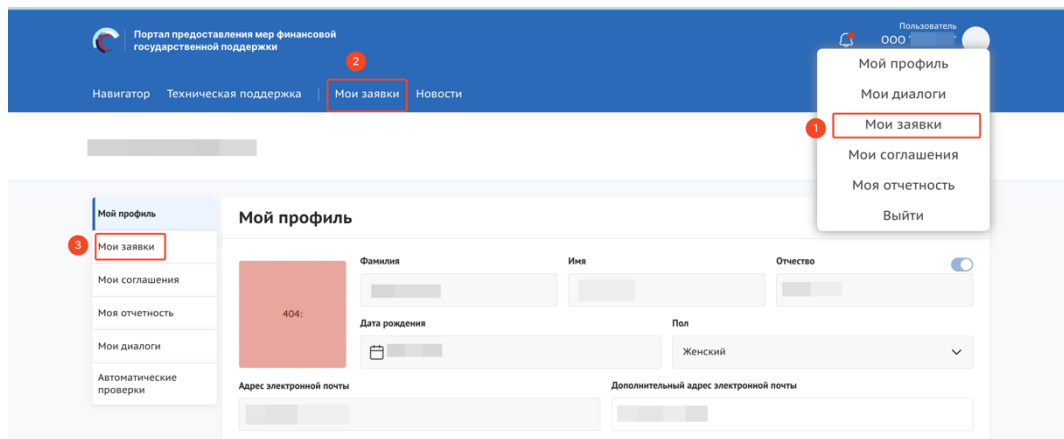 Портал предоставления мер финансовой
государственной поддержки
Пользователь
ООО "
2
Навигатор Техническая поддержка | Мои заявки Новости
Мой профиль
Мои диалоги
1 Мои заявки
Мои соглашения
Моя отчетность
Выйти
Мой профиль
3 Мои заявки
Мои соглашения
Моя отчетность
Мои диалоги
Автоматические
проверки
Мой профиль
404:
Фамилия Имя Отчество
Дата рождения Пол
Женский
Адрес электронной почты Дополнительный адрес электронной почты